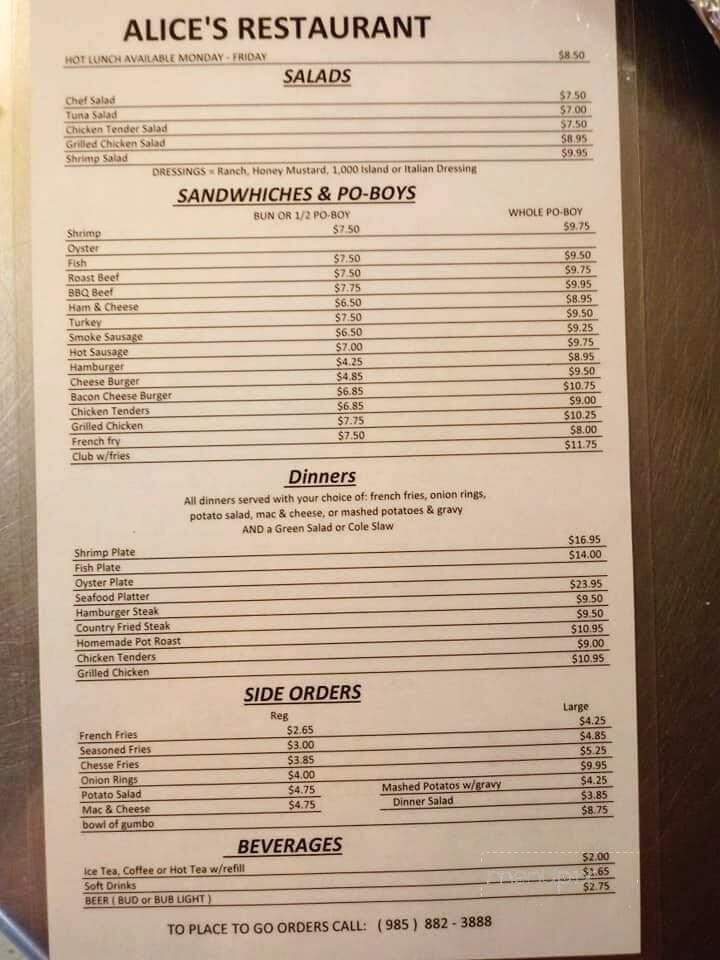 ALICE'S RESTAURANT
HOT LUNCH AVAILABLE MONDAY - FRIDAY $8.50
SALADS
Chef Salad $7.50
Tuna Salad $7.00
Chicken Tender Salad $7.50
Grilled Chicken Salad $8.95
Shrimp Salad $9.95
DRESSINGS = Ranch, Honey Mustard, 1,000 Island or Italian Dressing
SANDWHICHES & PO-BOYS
BUN OR 1/2 PO-BOY WHOLE PO-BOY
Shrimp $7.50 $9.75
Oyster
Fish $7.50 $9.50
Roast Beef $7.50 $9.75
BBQ Beef $7.75 $9.95
Ham & Cheese $6.50 $8.95
Turkey $7.50 $9.50
Smoke Sausage $6.50 $9.25
Hot Sausage $7.00 $9.75
Hamburger $4.25 $8.95
Cheese Burger $4.85 $9.50
Bacon Cheese Burger $6.85 $10.75
Chicken Tenders $6.85 $9.00
Grilled Chicken $7.75 $10.25
French fry $7.50 $8.00
Club w/fries $11.75
Dinners
All dinners served with your choice of: french fries, onion rings,
potato salad, mac & cheese, or mashed potatoes & gravy
AND a Green Salad or Cole Slaw
Shrimp Plate $16.95
Fish Plate $14.00
Oyster Plate
Seafood Platter $23.95
Hamburger Steak $9.50
Country Fried Steak $9.50
Homemade Pot Roast $10.95
Chicken Tenders $9.00
Grilled Chicken $10.95
SIDE ORDERS
Reg Large
French Fries $2.65 $4.25
Seasoned Fries $3.00 $4.85
Chesse Fries $3.85 $5.25
Onion Rings $4.00 $9.95
Potato Salad $4.75 Mashed Potatos w/gravy $4.25
Mac & Cheese $4.75 Dinner Salad $3.85
bowl of gumbo $8.75
BEVERAGES
Ice Tea, Coffee or Hot Tea w/refill $2.00
Soft Drinks $1.65
BEER ( BUD or BUB LIGHT ) $2.75
TO PLACE TO GO ORDERS CALL: ( 985 ) 882 - 3888